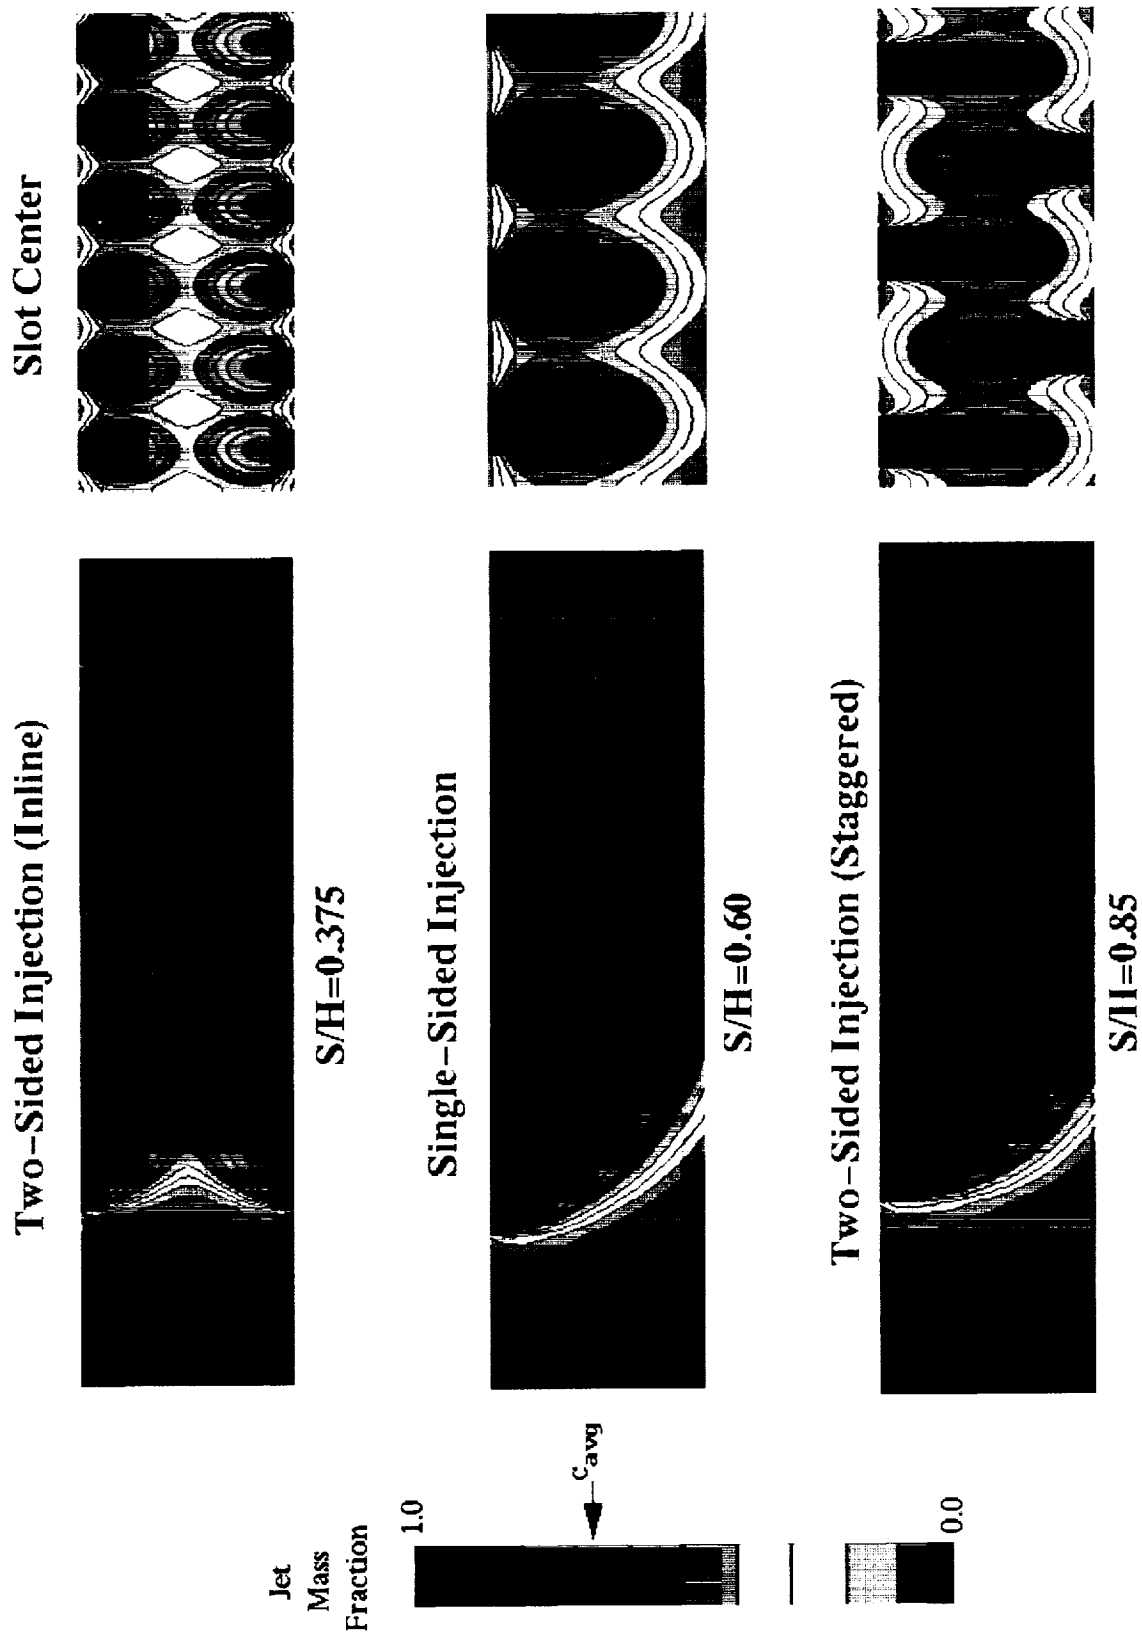 Slot Center
Two-Sided Injection (Inline)
S/H=0.375
Single-Sided Injection
S/H=0.60
Two-Sided Injection (Staggered)
S/H=0.85
Jet
Mass
Fraction
1.0
Cavg
0.0